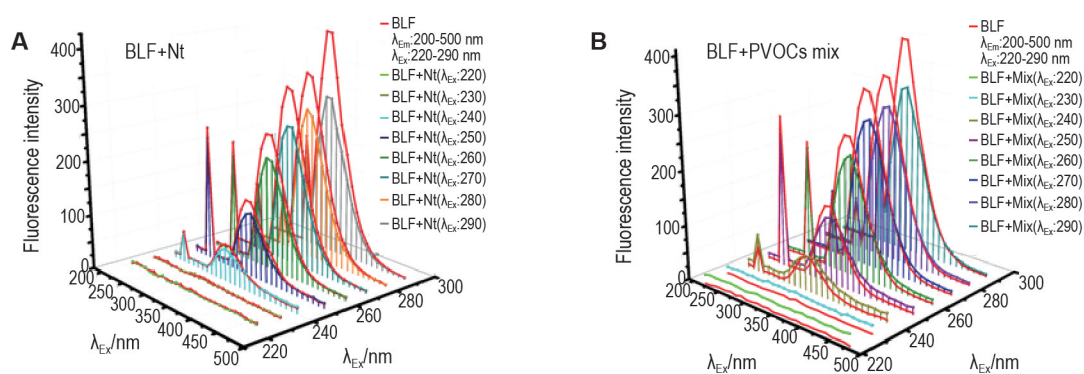 A
BLF+Nt
Fluorescence intensity
400
300
200
100
0
200
250
300
350
400
450
500
λEx/nm
220
240
260
280
300
λEx/nm
BLF
λEm:200-500 nm
λEx:220-290 nm
BLF+Nt(λEx:220)
BLF+Nt(λEx:230)
BLF+Nt(λEx:240)
BLF+Nt(λEx:250)
BLF+Nt(λEx:260)
BLF+Nt(λEx:270)
BLF+Nt(λEx:280)
BLF+Nt(λEx:290)
B
BLF+PVOCs mix
Fluorescence intensity
400
300
200
100
0
200
250
300
350
400
450
500
λEx/nm
220
240
260
280
300
λEx/nm
BLF
λEm:200-500 nm
λEx:220-290 nm
BLF+Mix(λEx:220)
BLF+Mix(λEx:230)
BLF+Mix(λEx:240)
BLF+Mix(λEx:250)
BLF+Mix(λEx:260)
BLF+Mix(λEx:270)
BLF+Mix(λEx:280)
BLF+Mix(λEx:290)